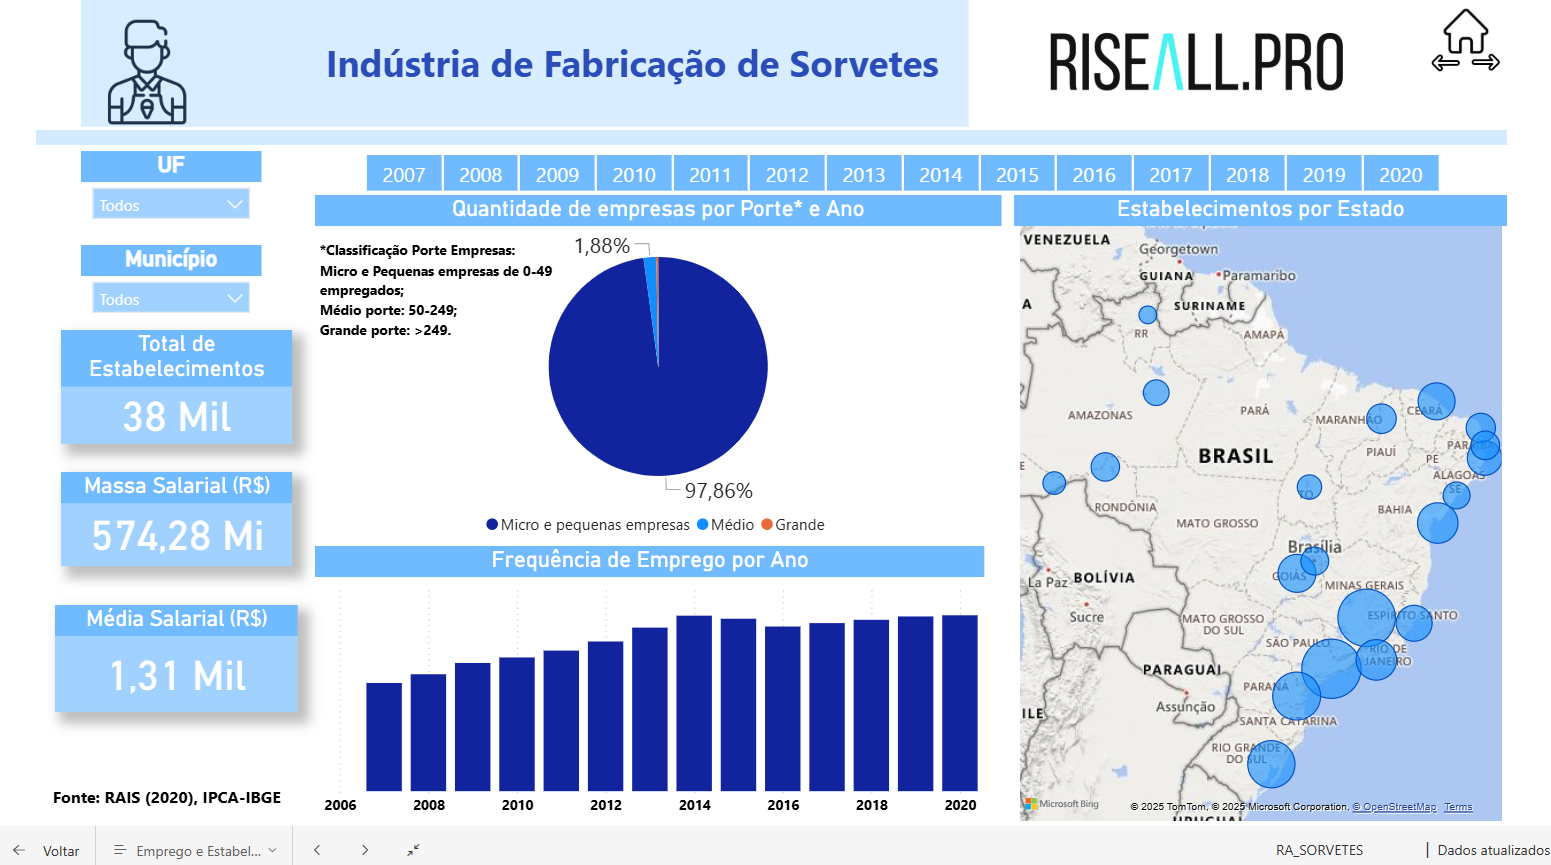 Indústria de Fabricação de Sorvetes
RISEALL.PRO
UF
Todos
Município
Todos
Total de
Estabelecimentos
38 Mil
Massa Salarial (R$)
574,28 Mi
Média Salarial (R$)
1,31 Mil
Fonte: RAIS (2020), IPCA-IBGE
2007 2008 2009 2010 2011 2012 2013 2014 2015 2016 2017 2018 2019 2020
Quantidade de empresas por Porte* e Ano
*Classificação Porte Empresas:
Micro e Pequenas empresas de 0-49
empregados;
Médio porte: 50-249;
Grande porte: >249.
1,88%
97,86%
Micro e pequenas empresas Médio Grande
Frequência de Emprego por Ano
2006 2008 2010 2012 2014 2016 2018 2020
Estabelecimentos por Estado
VENEZUELA
Georgetown
GUIANA
Paramaribo
A
SURINAME
RR
AMAPÁ
AMAZONAS
PARÁ
MARANHÃO
CEARÁ
PIAUÍ
PE
E
BRASIL
ALAGOAS
SE
TO
RONDÔNIA
BAHIA
MATO GROSSO
Brasília
GOIÁS
La Paz
BOLÍVIA
MINAS GERAIS
Sucre
MATO GROSSO
DO SUL
ESPÍRITO SANTO
SÃO PAULO
RIO DE
JANEIRO
PARAGUAI
PARANÁ
Assunção
ILE
SANTA CATARINA
RIO GRANDE
DO SUL
URUGUAI
Microsoft Bing
© 2025 TomTom, © 2025 Microsoft Corporation, © OpenStreetMap Terms
Voltar
Emprego e Estabel...
RA_SORVETES
| Dados atualizados